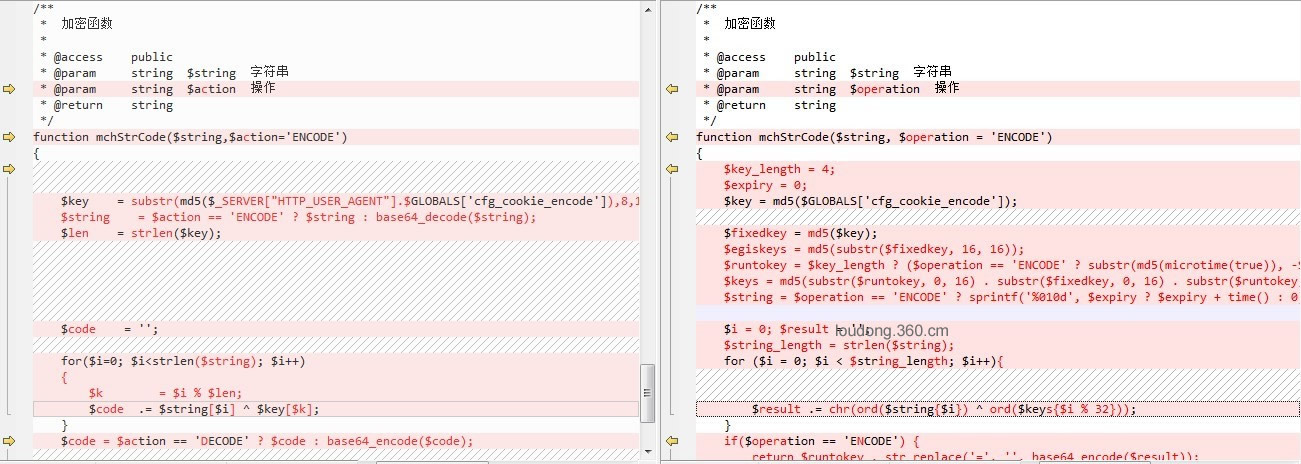 /**
 *  加密函数
 *
 * @access    public
 * @param     string  $string  字符串
 * @param     string  $action  操作
 * @return    string
 */
function mchStrCode($string,$action='ENCODE')
{
    $key    = substr(md5($_SERVER["HTTP_USER_AGENT"].$GLOBALS['cfg_cookie_encode']),8,1
    $string    = $action == 'ENCODE' ? $string : base64_decode($string);
    $len    = strlen($key);
    $code    = '';
    for($i=0; $i<strlen($string); $i++)
    {
        $k        = $i % $len;
        $code  .= $string[$i] ^ $key[$k];
    }
    $code = $action == 'DECODE' ? $code : base64_encode($code);
/**
 *  加密函数
 *
 * @access    public
 * @param     string  $string  字符串
 * @param     string  $operation  操作
 * @return    string
 */
function mchStrCode($string, $operation = 'ENCODE')
{
    $key_length = 4;
    $expiry = 0;
    $key = md5($GLOBALS['cfg_cookie_encode']);
    $fixedkey = md5($key);
    $egiskeys = md5(substr($fixedkey, 16, 16));
    $runtokey = $key_length ? ($operation == 'ENCODE' ? substr(md5(microtime(true)), -
    $keys = md5(substr($runtokey, 0, 16) . substr($fixedkey, 0, 16) . substr($runtokey
    $string = $operation == 'ENCODE' ? sprintf('%010d', $expiry ? $expiry + time() : 0
    $i = 0; $result = '';
loudong.360.cm
    $string_length = strlen($string);
    for ($i = 0; $i < $string_length; $i++){
        $result .= chr(ord($string{$i}) ^ ord($keys{$i % 32}));
    }
    if($operation == 'ENCODE') {
        return $runtokey . str_replace('=', '', base64_encode($result));